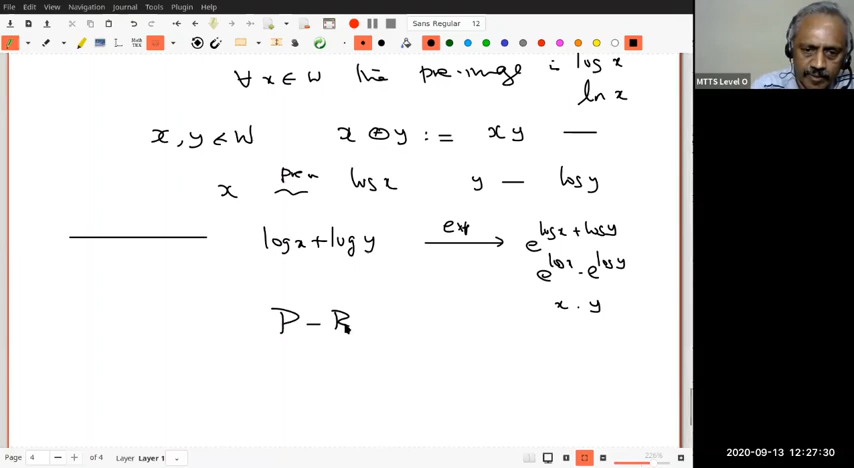 File Edit View Journal Tools Plugin Help
Sans Regular 12
∀ x ∈ W the pre-image is log x
ln x
x, y ∈ W x ⊕ y := xy —
x pre log x y — log y
log x + log y exp e^{log x + log y}
e^{log x} · e^{log y}
x · y
P – R
Page 4 of 4 Layer Layer 1 226%
MTTS Level O
2020-09-13 12:27:30